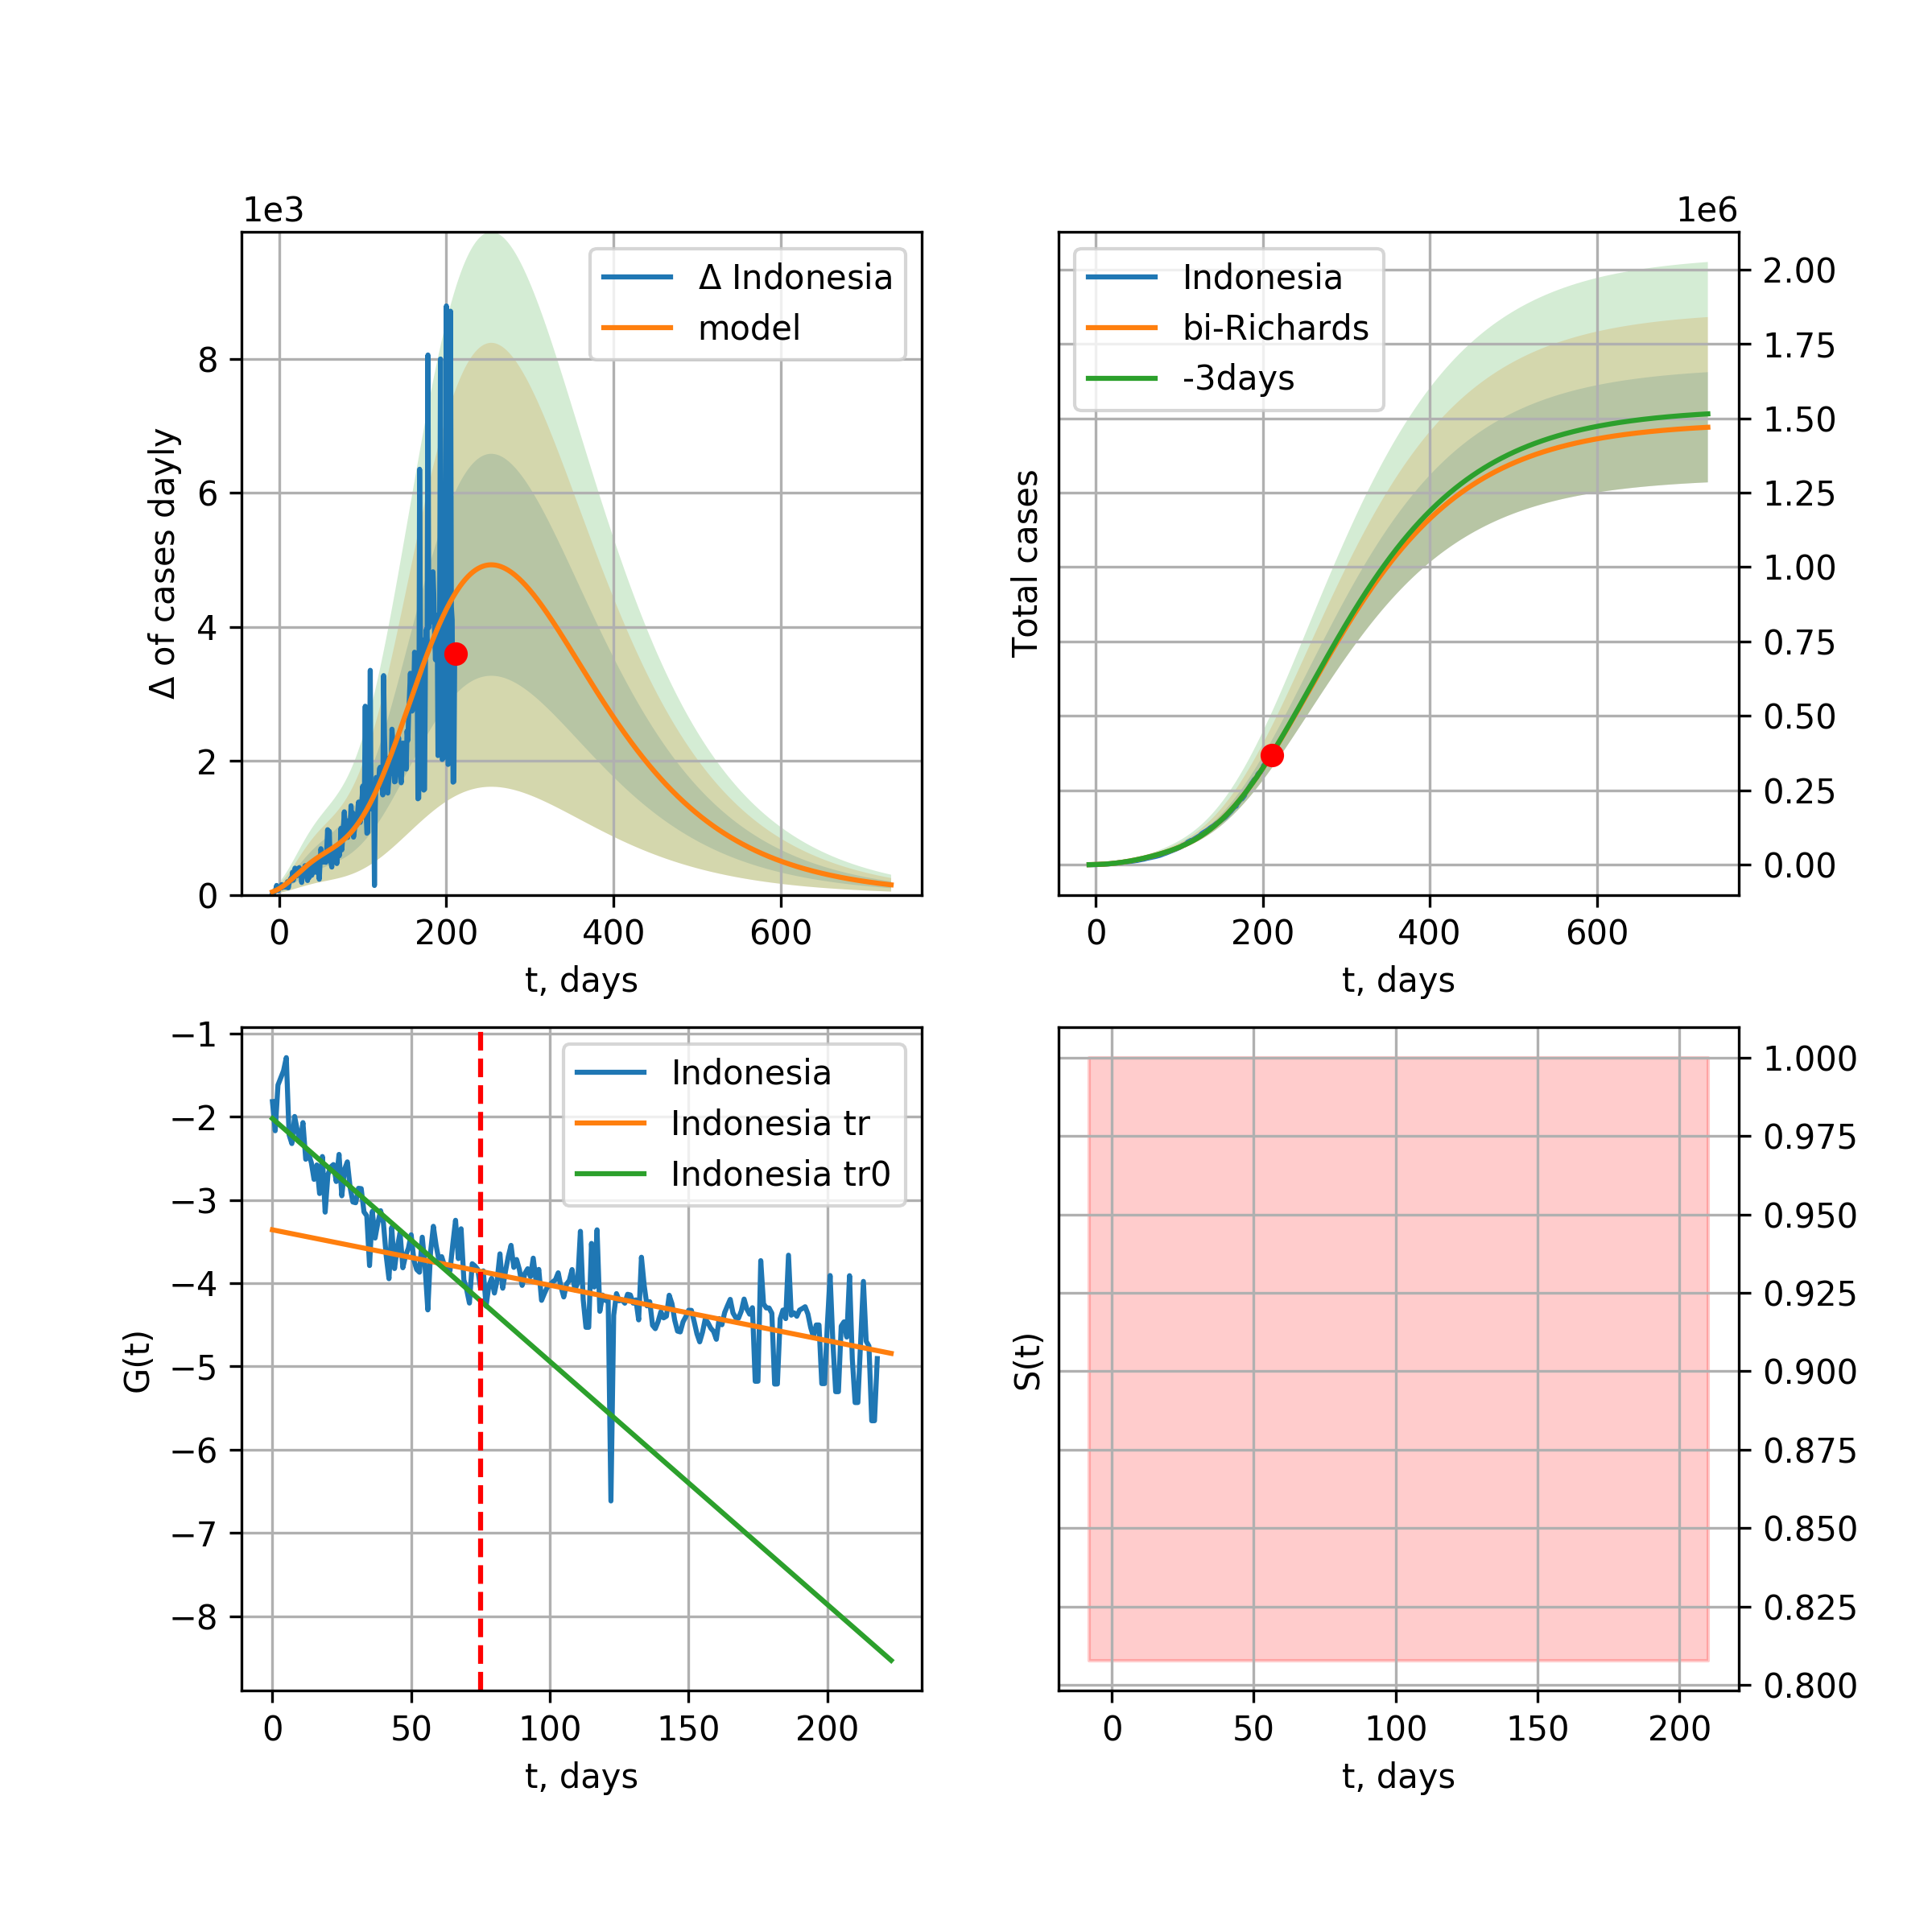 1e3
Δ of cases dayly
8
6
4
2
0
0 200 400 600
t, days
Δ Indonesia
model
1e6
Total cases
2.00
1.75
1.50
1.25
1.00
0.75
0.50
0.25
0.00
0 200 400 600
t, days
Indonesia
bi-Richards
-3days
G(t)
−1
−2
−3
−4
−5
−6
−7
−8
0 50 100 150 200
t, days
Indonesia
Indonesia tr
Indonesia tr0
S(t)
1.000
0.975
0.950
0.925
0.900
0.875
0.850
0.825
0.800
0 50 100 150 200
t, days